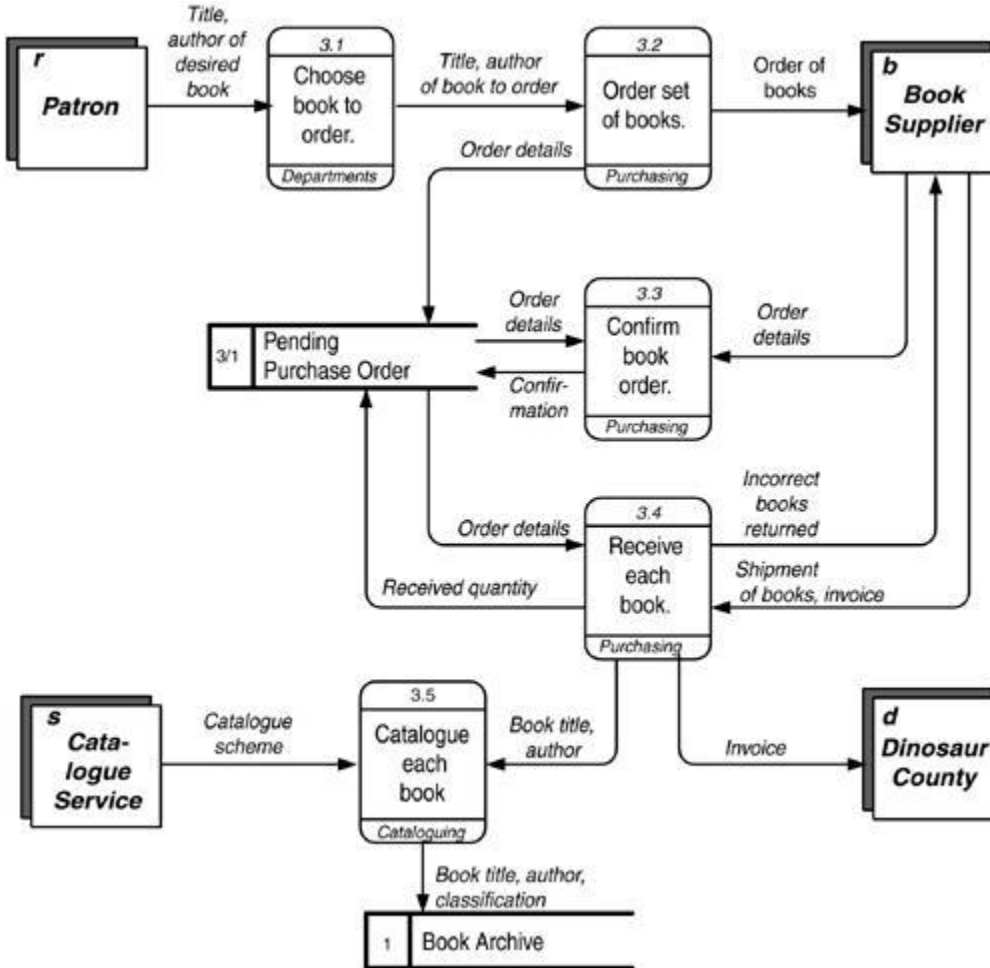 r
Patron
Title,
author of
desired
book
3.1
Choose
book to
order.
Departments
Title, author
of book to order
3.2
Order set
of books.
Purchasing
Order of
books
b
Book
Supplier
Order details
3/1
Pending
Purchase Order
Order
details
Confir-
mation
3.3
Confirm
book
order.
Purchasing
Order
details
Order details
Received quantity
3.4
Receive
each
book.
Purchasing
Incorrect
books
returned
Shipment
of books, invoice
s
Cata-
logue
Service
Catalogue
scheme
3.5
Catalogue
each
book
Cataloguing
Book title,
author
Invoice
d
Dinosaur
County
Book title, author,
classification
1
Book Archive